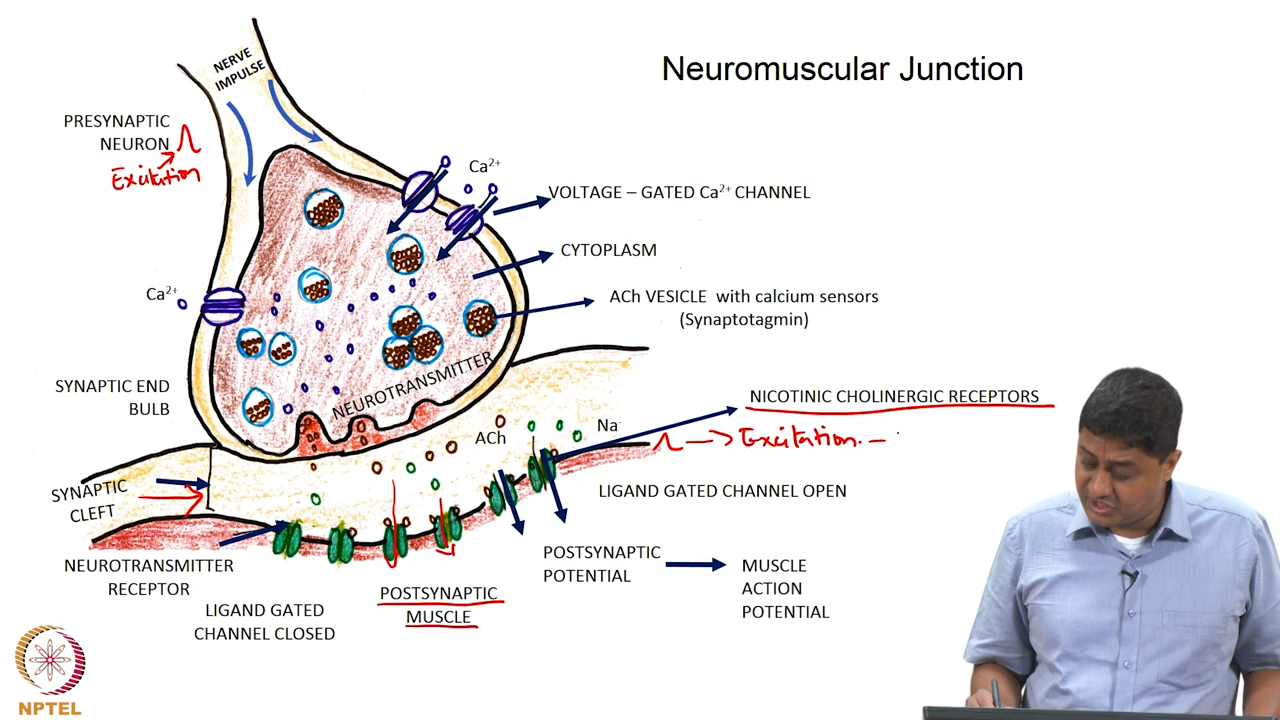 Neuromuscular Junction
NERVE
IMPULSE
PRESYNAPTIC
NEURON
Excitation
Ca²⁺
VOLTAGE – GATED Ca²⁺ CHANNEL
CYTOPLASM
ACh VESICLE with calcium sensors
(Synaptotagmin)
Ca²⁺
SYNAPTIC END
BULB
NEUROTRANSMITTER
NICOTINIC CHOLINERGIC RECEPTORS
ACh
Na⁻
Excitation.
SYNAPTIC
CLEFT
LIGAND GATED CHANNEL OPEN
NEUROTRANSMITTER
RECEPTOR
POSTSYNAPTIC
POTENTIAL
MUSCLE
ACTION
POTENTIAL
LIGAND GATED
CHANNEL CLOSED
POSTSYNAPTIC
MUSCLE
NPTEL